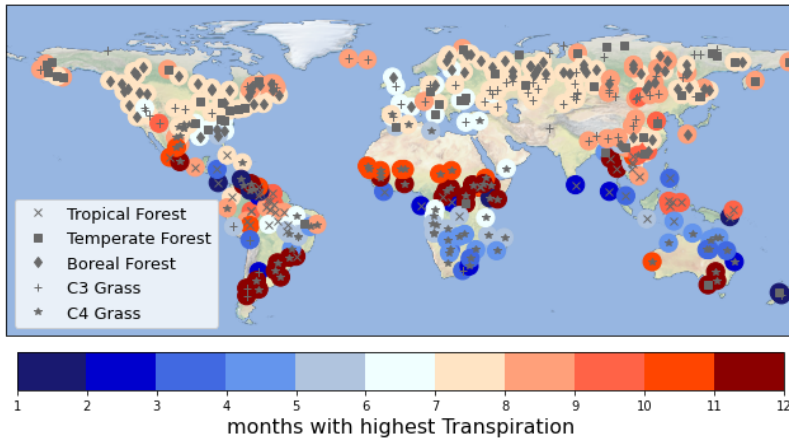 Tropical Forest
Temperate Forest
Boreal Forest
C3 Grass
C4 Grass
1 2 3 4 5 6 7 8 9 10 11 12
months with highest Transpiration